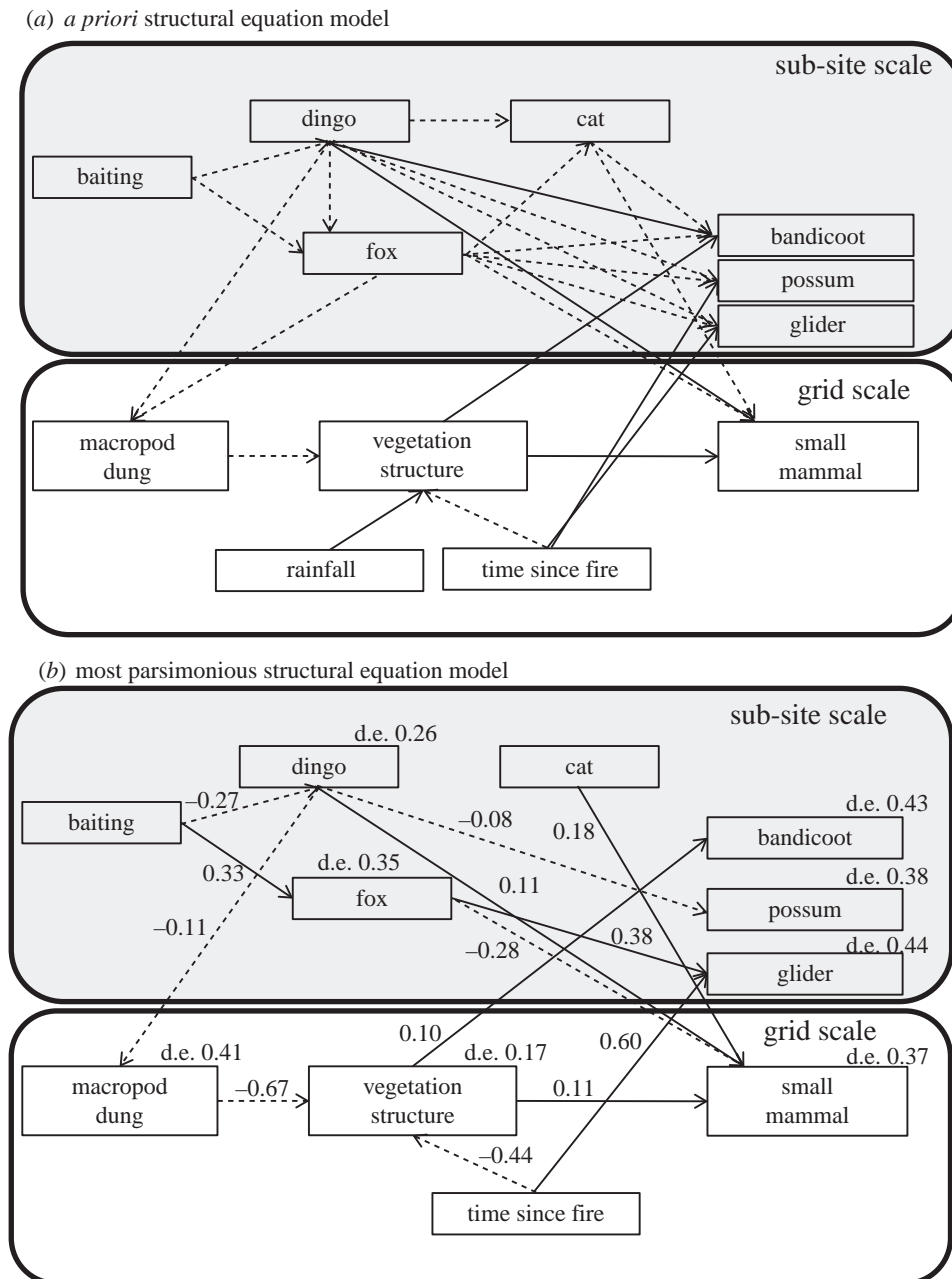 (a) a priori structural equation model
sub-site scale
dingo
cat
baiting
fox
bandicoot
possum
glider
grid scale
macropod
dung
vegetation
structure
small
mammal
rainfall
time since fire
(b) most parsimonious structural equation model
sub-site scale
d.e. 0.26
dingo
cat
–0.27
baiting
–0.08
0.18
d.e. 0.43
bandicoot
0.33
d.e. 0.35
fox
0.11
d.e. 0.38
possum
–0.11
–0.28
0.38
d.e. 0.44
glider
0.10
0.60
grid scale
d.e. 0.41
d.e. 0.17
d.e. 0.37
macropod
dung
–0.67
vegetation
structure
0.11
small
mammal
–0.44
time since fire